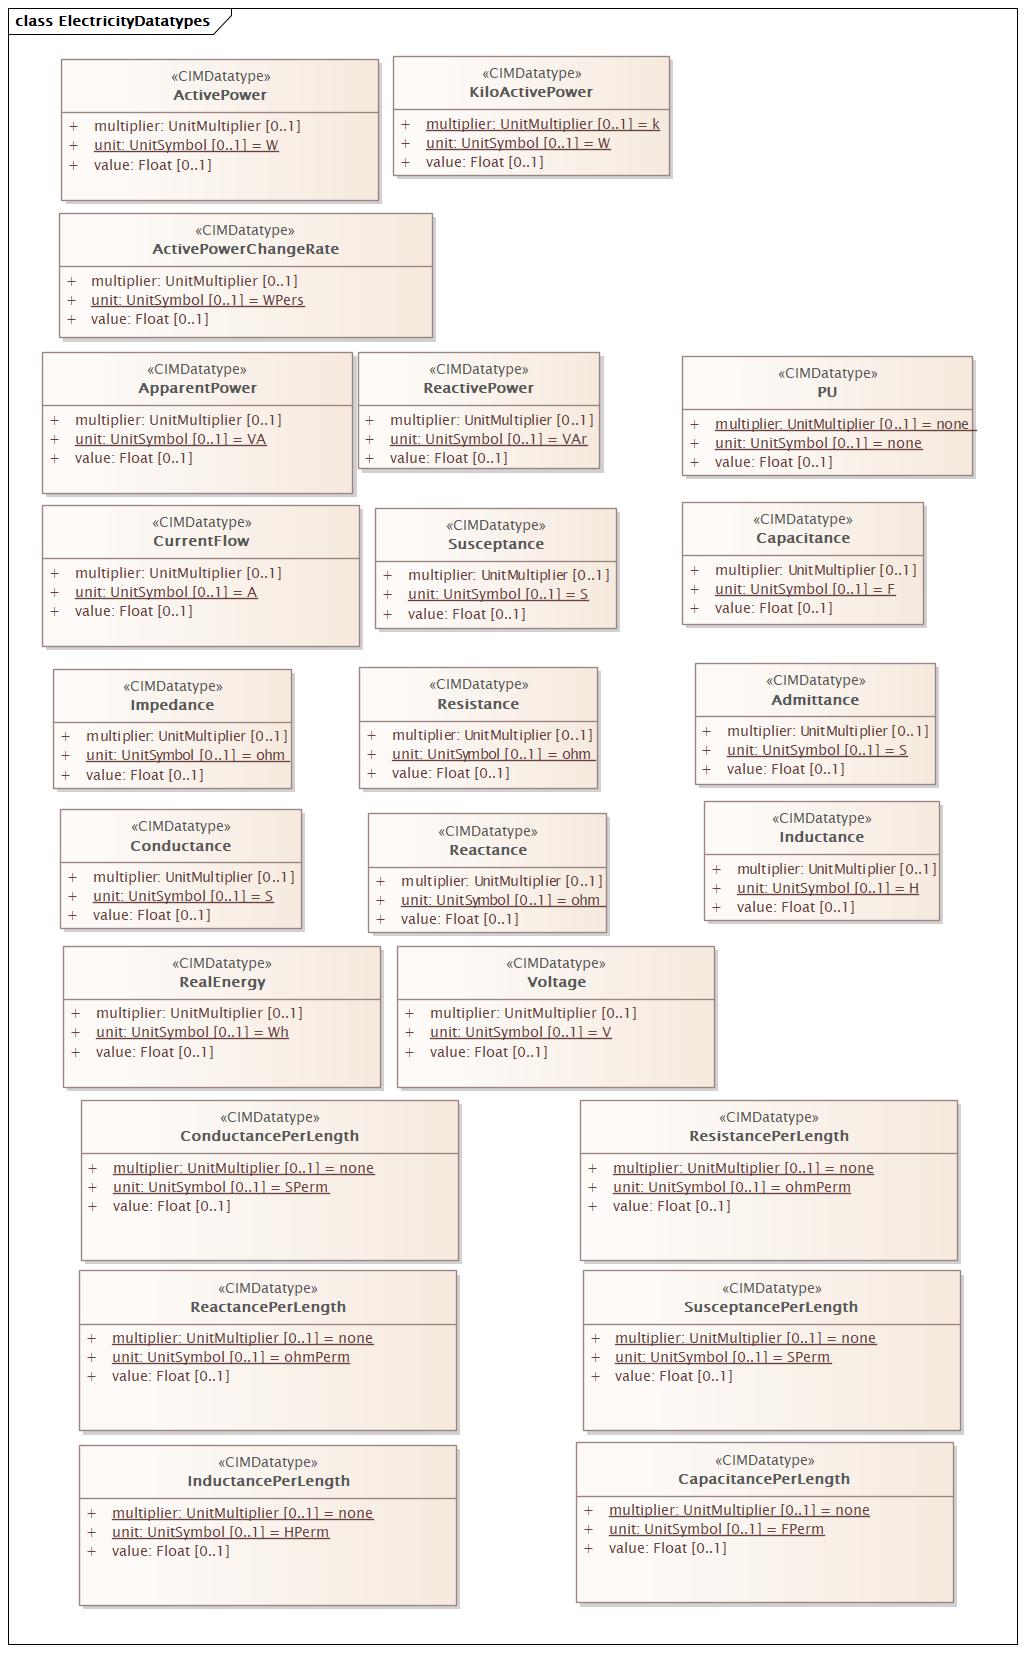 class ElectricityDatatypes
«CIMDatatype»
ActivePower
+ multiplier: UnitMultiplier [0..1]
+ unit: UnitSymbol [0..1] = W
+ value: Float [0..1]
«CIMDatatype»
KiloActivePower
+ multiplier: UnitMultiplier [0..1] = k
+ unit: UnitSymbol [0..1] = W
+ value: Float [0..1]
«CIMDatatype»
ActivePowerChangeRate
+ multiplier: UnitMultiplier [0..1]
+ unit: UnitSymbol [0..1] = WPers
+ value: Float [0..1]
«CIMDatatype»
ApparentPower
+ multiplier: UnitMultiplier [0..1]
+ unit: UnitSymbol [0..1] = VA
+ value: Float [0..1]
«CIMDatatype»
ReactivePower
+ multiplier: UnitMultiplier [0..1]
+ unit: UnitSymbol [0..1] = VAr
+ value: Float [0..1]
«CIMDatatype»
PU
+ multiplier: UnitMultiplier [0..1] = none
+ unit: UnitSymbol [0..1] = none
+ value: Float [0..1]
«CIMDatatype»
CurrentFlow
+ multiplier: UnitMultiplier [0..1]
+ unit: UnitSymbol [0..1] = A
+ value: Float [0..1]
«CIMDatatype»
Susceptance
+ multiplier: UnitMultiplier [0..1]
+ unit: UnitSymbol [0..1] = S
+ value: Float [0..1]
«CIMDatatype»
Capacitance
+ multiplier: UnitMultiplier [0..1]
+ unit: UnitSymbol [0..1] = F
+ value: Float [0..1]
«CIMDatatype»
Impedance
+ multiplier: UnitMultiplier [0..1]
+ unit: UnitSymbol [0..1] = ohm
+ value: Float [0..1]
«CIMDatatype»
Resistance
+ multiplier: UnitMultiplier [0..1]
+ unit: UnitSymbol [0..1] = ohm
+ value: Float [0..1]
«CIMDatatype»
Admittance
+ multiplier: UnitMultiplier [0..1]
+ unit: UnitSymbol [0..1] = S
+ value: Float [0..1]
«CIMDatatype»
Conductance
+ multiplier: UnitMultiplier [0..1]
+ unit: UnitSymbol [0..1] = S
+ value: Float [0..1]
«CIMDatatype»
Reactance
+ multiplier: UnitMultiplier [0..1]
+ unit: UnitSymbol [0..1] = ohm
+ value: Float [0..1]
«CIMDatatype»
Inductance
+ multiplier: UnitMultiplier [0..1]
+ unit: UnitSymbol [0..1] = H
+ value: Float [0..1]
«CIMDatatype»
RealEnergy
+ multiplier: UnitMultiplier [0..1]
+ unit: UnitSymbol [0..1] = Wh
+ value: Float [0..1]
«CIMDatatype»
Voltage
+ multiplier: UnitMultiplier [0..1]
+ unit: UnitSymbol [0..1] = V
+ value: Float [0..1]
«CIMDatatype»
ConductancePerLength
+ multiplier: UnitMultiplier [0..1] = none
+ unit: UnitSymbol [0..1] = SPerm
+ value: Float [0..1]
«CIMDatatype»
ResistancePerLength
+ multiplier: UnitMultiplier [0..1] = none
+ unit: UnitSymbol [0..1] = ohmPerm
+ value: Float [0..1]
«CIMDatatype»
ReactancePerLength
+ multiplier: UnitMultiplier [0..1] = none
+ unit: UnitSymbol [0..1] = ohmPerm
+ value: Float [0..1]
«CIMDatatype»
SusceptancePerLength
+ multiplier: UnitMultiplier [0..1] = none
+ unit: UnitSymbol [0..1] = SPerm
+ value: Float [0..1]
«CIMDatatype»
InductancePerLength
+ multiplier: UnitMultiplier [0..1] = none
+ unit: UnitSymbol [0..1] = HPerm
+ value: Float [0..1]
«CIMDatatype»
CapacitancePerLength
+ multiplier: UnitMultiplier [0..1] = none
+ unit: UnitSymbol [0..1] = FPerm
+ value: Float [0..1]